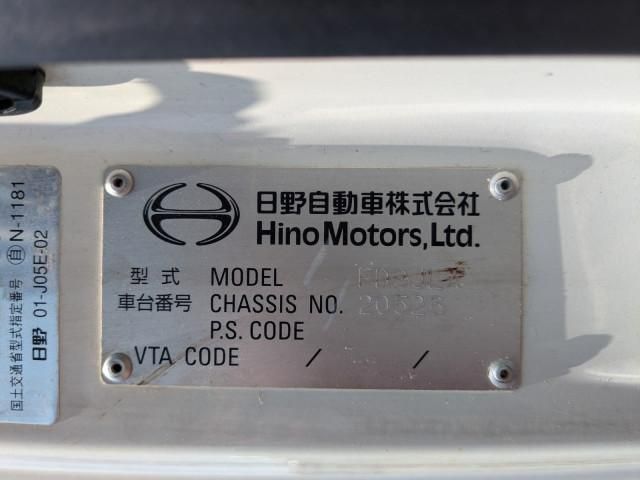 国土交通省型式指定番号 自 N-1181
日野 01-J05E-02
日野自動車株式会社
Hino Motors, Ltd.
型式 MODEL
車台番号 CHASSIS NO. 20525
P.S. CODE
VTA CODE / /